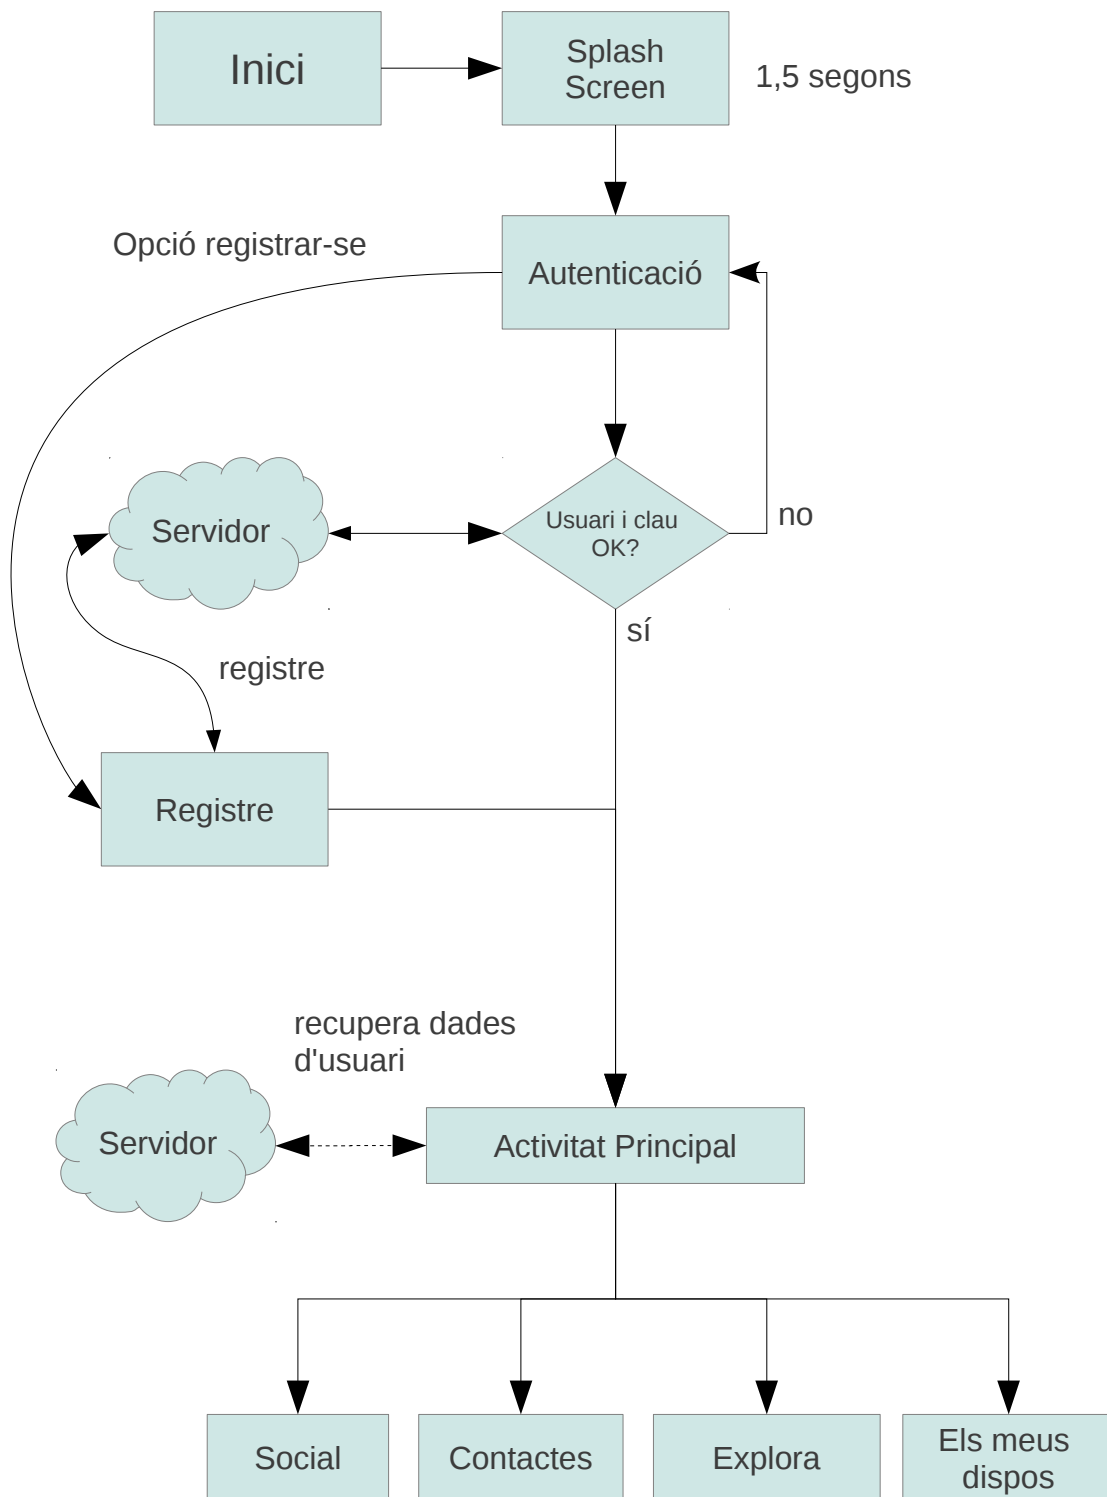 Inici
Splash
Screen
1,5 segons
Opció registrar-se
Autenticació
Servidor
Usuari i clau
OK?
no
sí
registre
Registre
recupera dades
d'usuari
Servidor
Activitat Principal
Social
Contactes
Explora
Els meus
dispos